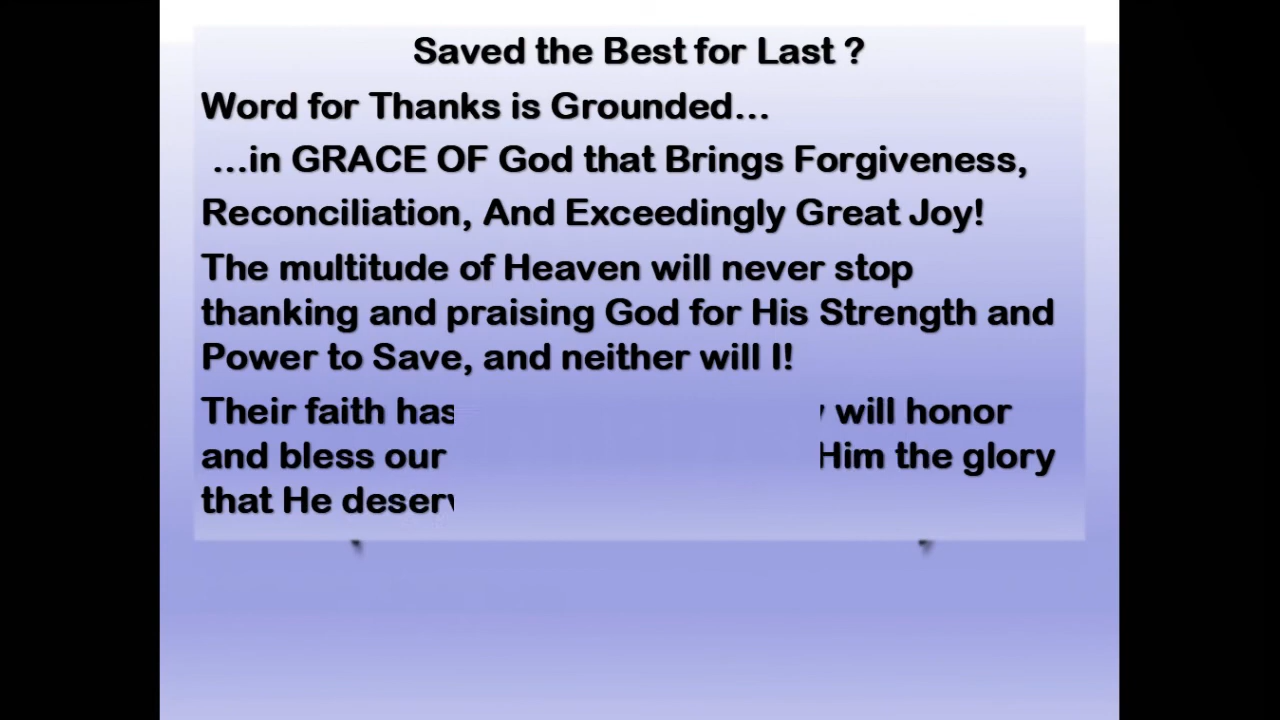 Saved the Best for Last ?
Word for Thanks is Grounded...
...in GRACE OF God that Brings Forgiveness,
Reconciliation, And Exceedingly Great Joy!
The multitude of Heaven will never stop
thanking and praising God for His Strength and
Power to Save, and neither will I!
Their faith has will honor
and bless our Him the glory
that He